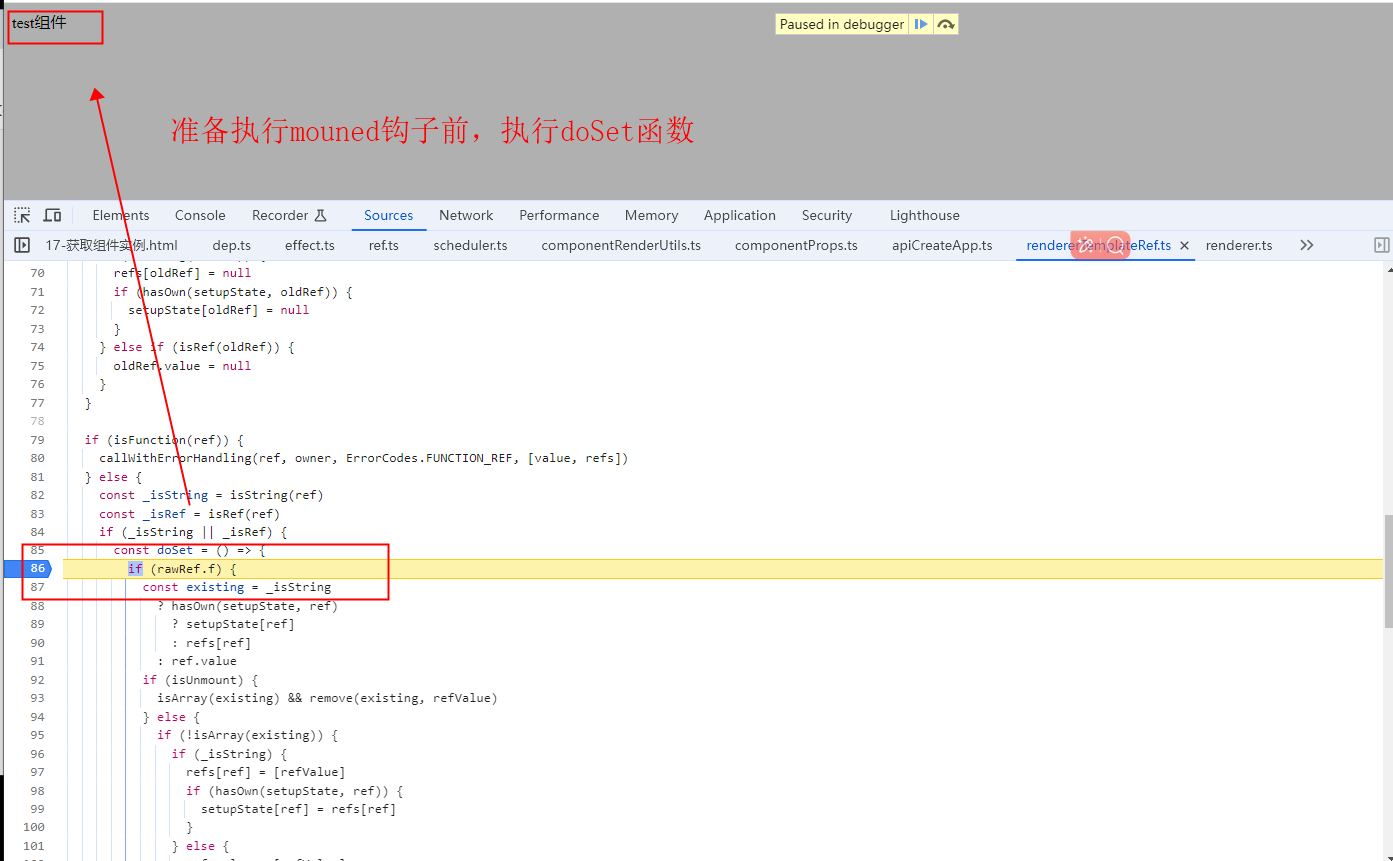 test组件
Paused in debugger
准备执行mouned钩子前，执行doSet函数
Elements Console Recorder Sources Network Performance Memory Application Security Lighthouse
17-获取组件实例.html dep.ts effect.ts ref.ts scheduler.ts componentRenderUtils.ts componentProps.ts apiCreateApp.ts renderer.ts
70 refs[oldRef] = null
71 if (hasOwn(setupState, oldRef)) {
72 setupState[oldRef] = null
73 }
74 } else if (isRef(oldRef)) {
75 oldRef.value = null
76 }
77 }
78
79 if (isFunction(ref)) {
80 callWithErrorHandling(ref, owner, ErrorCodes.FUNCTION_REF, [value, refs])
81 } else {
82 const _isString = isString(ref)
83 const _isRef = isRef(ref)
84 if (_isString || _isRef) {
85 const doSet = () => {
86 if (rawRef.f) {
87 const existing = _isString
88 ? hasOwn(setupState, ref)
89 ? setupState[ref]
90 : refs[ref]
91 : ref.value
92 if (isUnmount) {
93 isArray(existing) && remove(existing, refValue)
94 } else {
95 if (!isArray(existing)) {
96 if (_isString) {
97 refs[ref] = [refValue]
98 if (hasOwn(setupState, ref)) {
99 setupState[ref] = refs[ref]
100 }
101 } else {